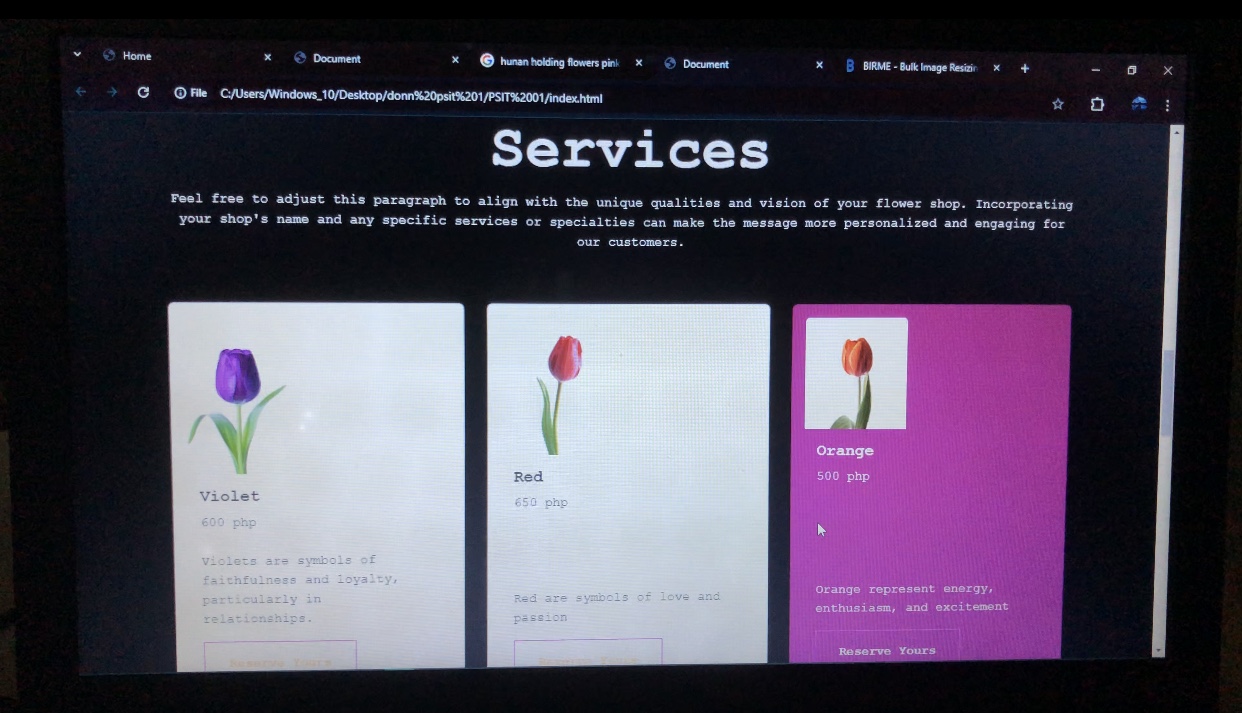 Home
Document
hunan holding flowers pink
Document
BIRME - Bulk Image Resizin
File C:/Users/Windows_10/Desktop/donn%20psit%201/PSIT%2001/index.html
Services
Feel free to adjust this paragraph to align with the unique qualities and vision of your flower shop. Incorporating
your shop's name and any specific services or specialties can make the message more personalized and engaging for
our customers.
Violet
600 php
Violets are symbols of
faithfulness and loyalty,
particularly in
relationships.
Reserve Yours
Red
650 php
Red are symbols of love and
passion
Reserve Yours
Orange
500 php
Orange represent energy,
enthusiasm, and excitement
Reserve Yours